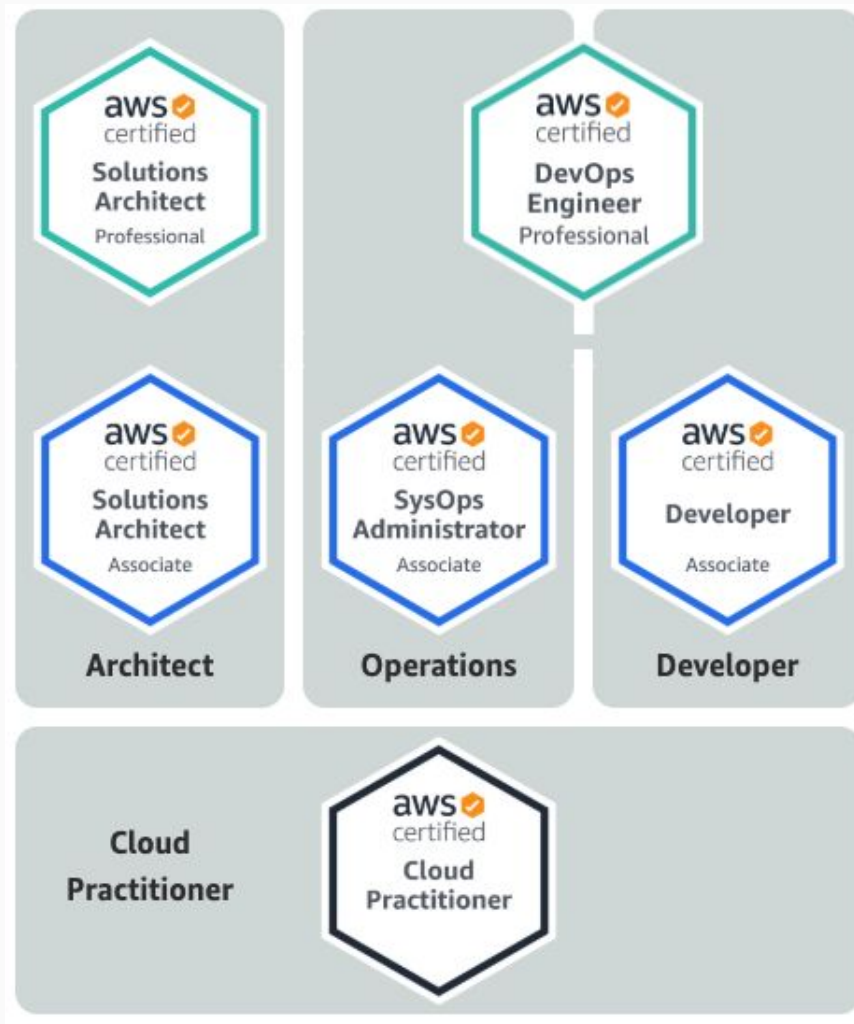 aws
certified
Solutions
Architect
Professional
aws
certified
DevOps
Engineer
Professional
aws
certified
Solutions
Architect
Associate
aws
certified
SysOps
Administrator
Associate
aws
certified
Developer
Associate
Architect
Operations
Developer
Cloud
Practitioner
aws
certified
Cloud
Practitioner